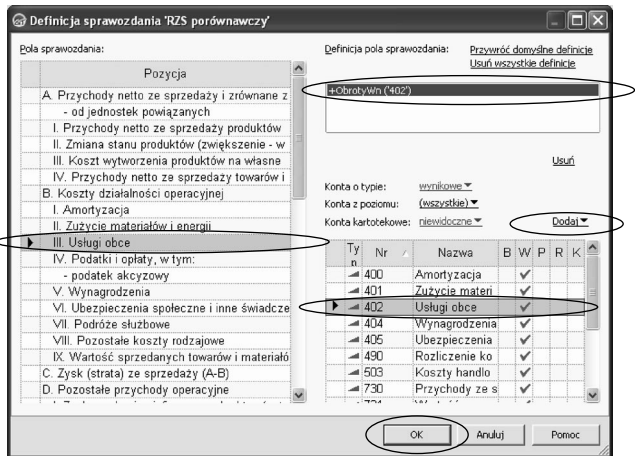 Definicja sprawozdania 'RZS porównawczy'
Pola sprawozdania:
Pozycja
A. Przychody netto ze sprzedaży i zrównane z
- od jednostek powiązanych
I. Przychody netto ze sprzedaży produktów
II. Zmiana stanu produktów (zwiększenie - w
III. Koszt wytworzenia produktów na własne
IV. Przychody netto ze sprzedaży towarów i
B. Koszty działalności operacyjnej
I. Amortyzacja
II. Zużycie materiałów i energii
III. Usługi obce
IV. Podatki i opłaty, w tym:
- podatek akcyzowy
V. Wynagrodzenia
VI. Ubezpieczenia społeczne i inne świadcze
VII. Podróże służbowe
VIII. Pozostałe koszty rodzajowe
IX. Wartość sprzedanych towarów i materiałó
C. Zysk (strata) ze sprzedaży (A-B)
D. Pozostałe przychody operacyjne
Definicja pola sprawozdania:
Przywróć domyślne definicje
Usuń wszystkie definicje
+ObrotyWn ('402')
Usuń
Konta o typie: wynikowe
Konta z poziomu: (wszystkie)
Konta kartotekowe: niewidoczne
Dodaj
Typ Nr Nazwa B W P R K
400 Amortyzacja
401 Zużycie materi
402 Usługi obce
404 Wynagrodzenia
405 Ubezpieczenia
490 Rozliczenie ko
503 Koszty handlo
730 Przychody ze s
OK Anuluj Pomoc